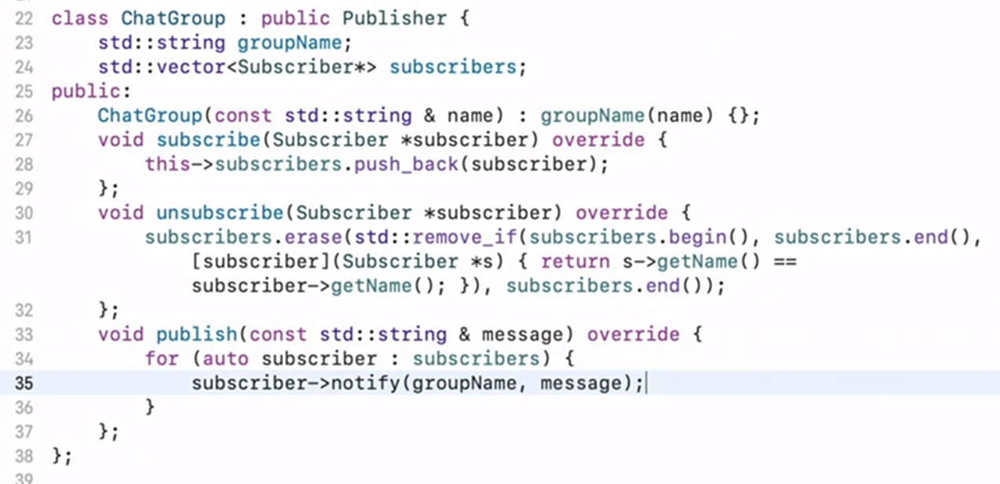 22 class ChatGroup : public Publisher {
23     std::string groupName;
24     std::vector<Subscriber*> subscribers;
25 public:
26     ChatGroup(const std::string & name) : groupName(name) {};
27     void subscribe(Subscriber *subscriber) override {
28         this->subscribers.push_back(subscriber);
29     };
30     void unsubscribe(Subscriber *subscriber) override {
31         subscribers.erase(std::remove_if(subscribers.begin(), subscribers.end(),
            [subscriber](Subscriber *s) { return s->getName() ==
            subscriber->getName(); }), subscribers.end());
32     };
33     void publish(const std::string & message) override {
34         for (auto subscriber : subscribers) {
35             subscriber->notify(groupName, message);
36         }
37     };
38 };
39